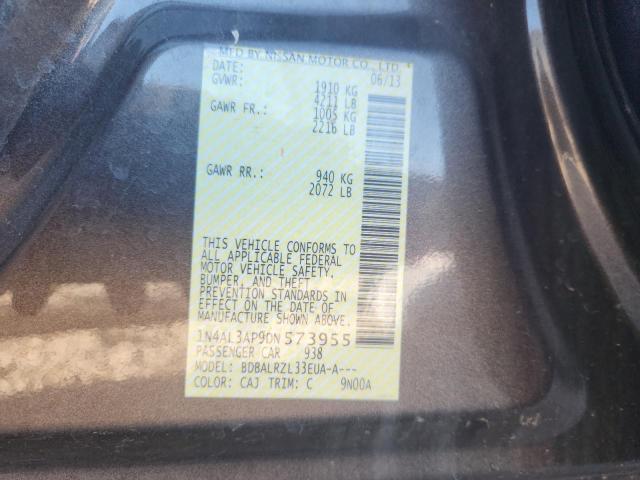 MFD BY NISSAN MOTOR CO., LTD.
DATE: 06/13
GVWR: 1910 KG
4211 LB
GAWR FR.: 1005 KG
2216 LB
GAWR RR.: 940 KG
2072 LB
THIS VEHICLE CONFORMS TO
ALL APPLICABLE FEDERAL
MOTOR VEHICLE SAFETY,
BUMPER, AND THEFT
PREVENTION STANDARDS IN
EFFECT ON THE DATE OF
MANUFACTURE SHOWN ABOVE.
1N4AL3AP9DN573955
PASSENGER CAR 938
MODEL: BDBALRZL33EUA-A---
COLOR: CAJ TRIM: C 9N00A